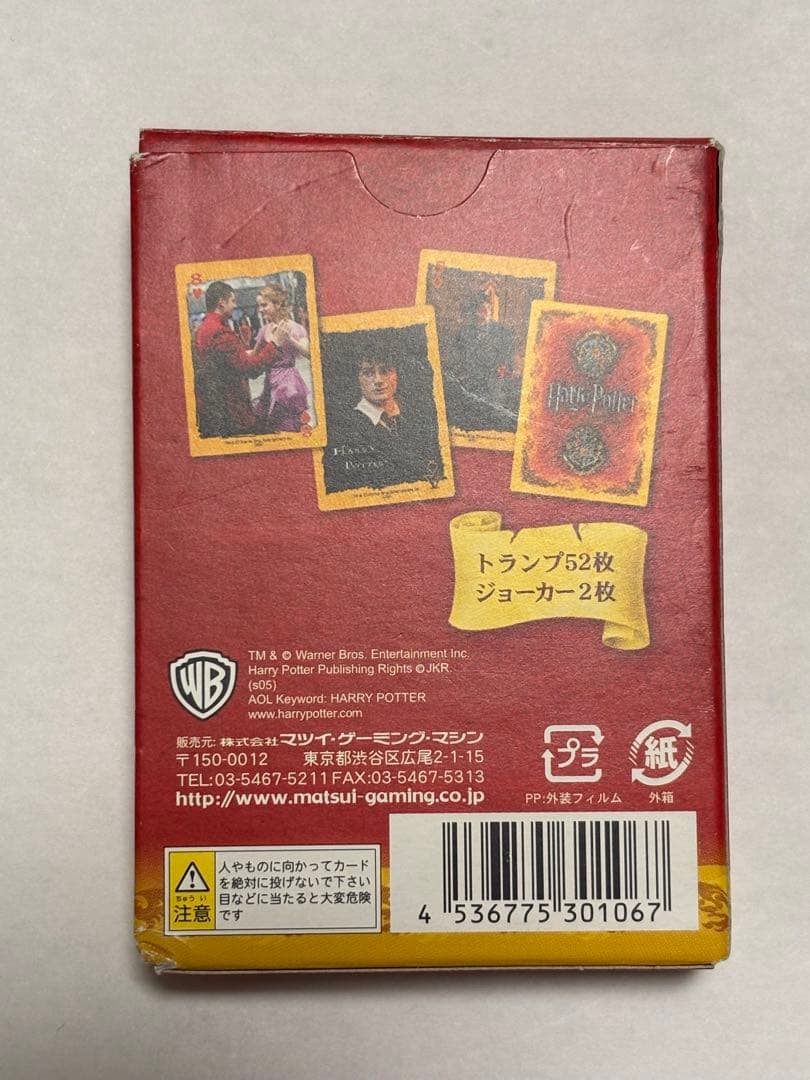 8
HARRY
POTTER
Harry Potter
トランプ52枚
ジョーカー2枚
WB
TM & © Warner Bros. Entertainment Inc.
Harry Potter Publishing Rights © JKR.
(s05)
AOL Keyword: HARRY POTTER
www.harrypotter.com
販売元: 株式会社マツイ・ゲーミング・マシン
〒150-0012 東京都渋谷区広尾2-1-15
TEL:03-5467-5211 FAX:03-5467-5313
http://www.matsui-gaming.co.jp
プラ
PP:外装フィルム
紙
外箱
ちゅうい
注意
人やものに向かってカード
を絶対に投げないで下さい
目などに当たると大変危険
です
4 536775 301067